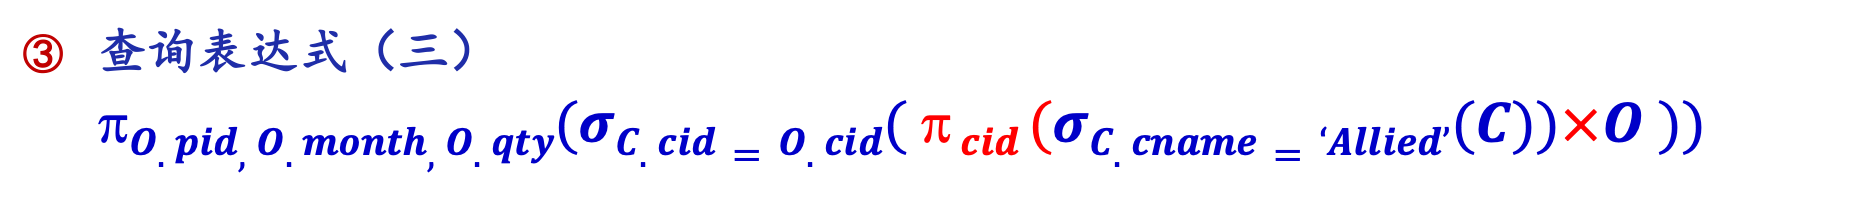 ③ 查询表达式（三）
πO.pid, O.month, O.qty(σC.cid = O.cid( πcid (σC.cname = ‘Allied’(C))×O ))